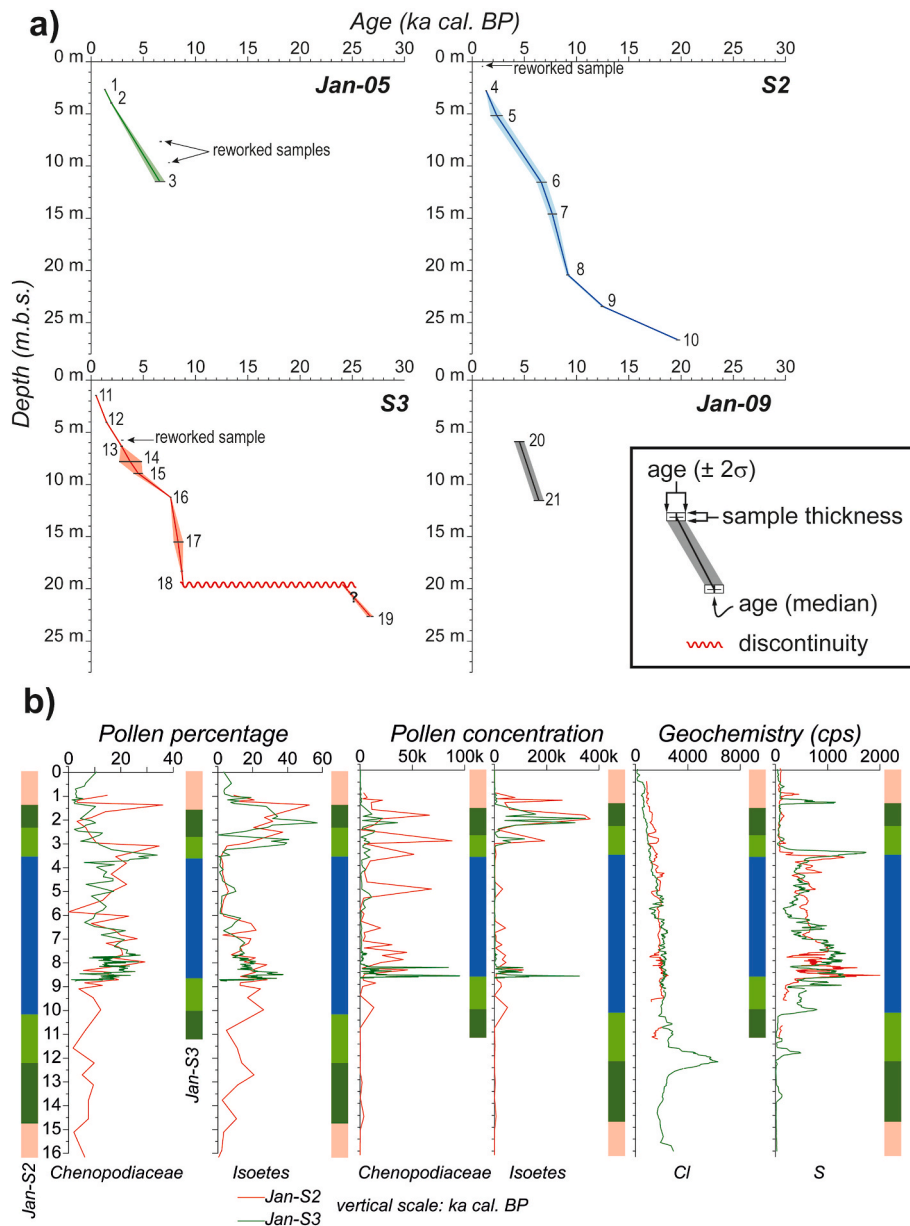 a)
Age (ka cal. BP)
0 5 10 15 20 25 30
0 5 10 15 20 25 30
0 m
5 m
10 m
15 m
20 m
25 m
Jan-05
1
2
3
reworked samples
0 m
5 m
10 m
15 m
20 m
25 m
reworked sample
S2
4
5
6
7
8
9
10
Depth (m.b.s.)
0 5 10 15 20 25 30
0 5 10 15 20 25 30
0 m
5 m
10 m
15 m
20 m
25 m
S3
11
12
reworked sample
13
14
15
16
17
18
?
19
0 m
5 m
10 m
15 m
20 m
25 m
Jan-09
20
21
age (± 2σ)
sample thickness
age (median)
discontinuity
b)
Pollen percentage
Pollen concentration
Geochemistry (cps)
0 20 40
0 20 40 60
0 50k 100k
0 200k 400k
0 4000 8000
0 1000 2000
0
1
2
3
4
5
6
7
8
9
10
11
12
13
14
15
16
Jan-S2
Jan-S3
Chenopodiaceae
Isoetes
Chenopodiaceae
Isoetes
Cl
S
Jan-S2
Jan-S3
vertical scale: ka cal. BP